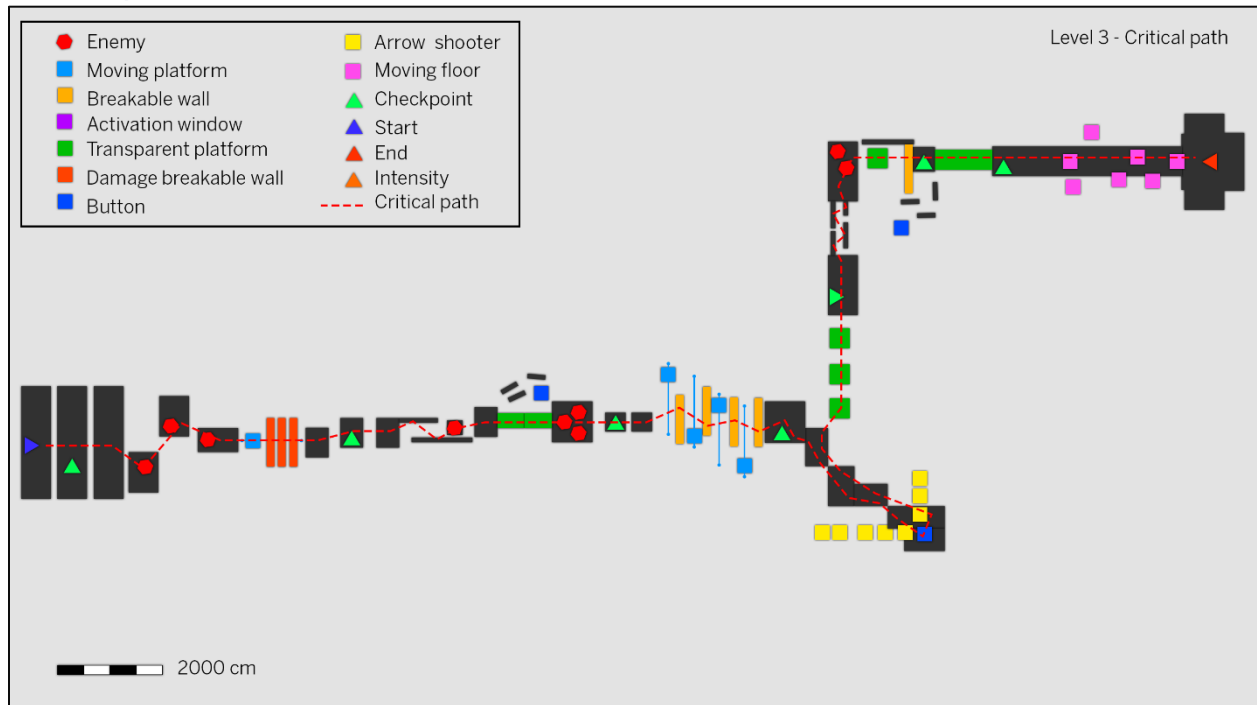 Level 3 - Critical path
Enemy
Moving platform
Breakable wall
Activation window
Transparent platform
Damage breakable wall
Button
Arrow shooter
Moving floor
Checkpoint
Start
End
Intensity
Critical path
2000 cm